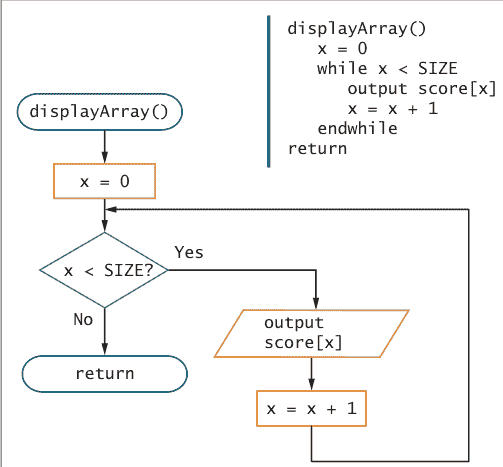 displayArray()
x = 0
while x < SIZE
output score[x]
x = x + 1
endwhile
return
displayArray()
x = 0
x < SIZE?
Yes
No
output
score[x]
return
x = x + 1